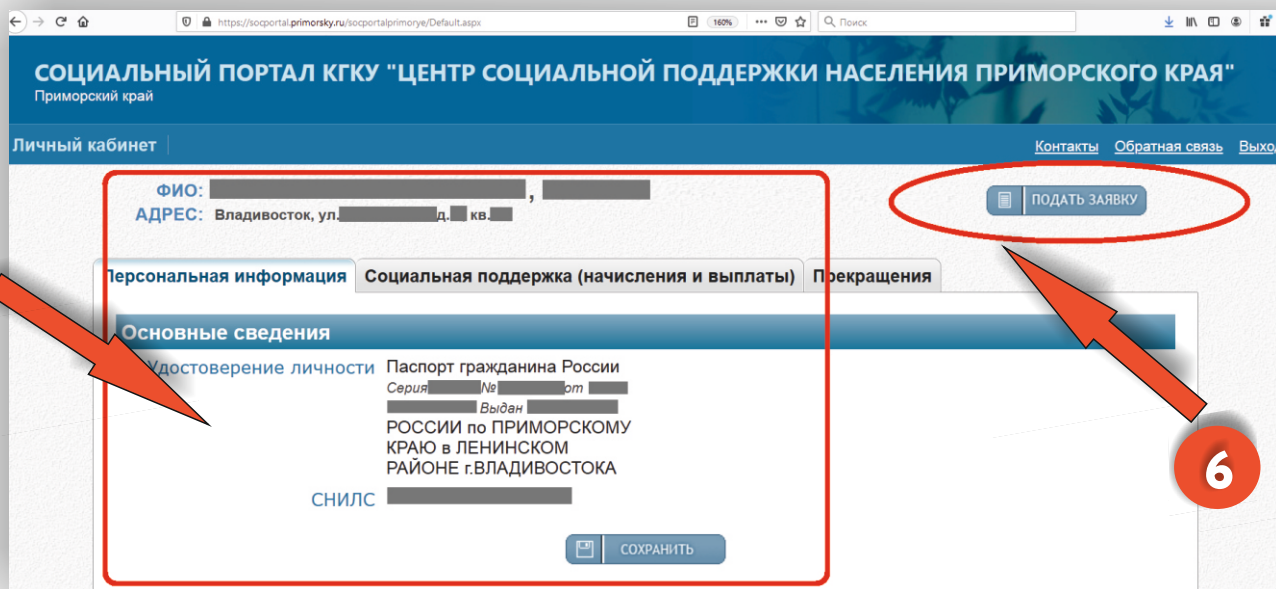 https://socportal.primorsky.ru/socportalprimorye/Default.aspx 160% ... Поиск
СОЦИАЛЬНЫЙ ПОРТАЛ КГКУ "ЦЕНТР СОЦИАЛЬНОЙ ПОДДЕРЖКИ НАСЕЛЕНИЯ ПРИМОРСКОГО КРАЯ"
Приморский край
Личный кабинет Контакты Обратная связь Выход
ФИО: ,
АДРЕС: Владивосток, ул. д. кв.
ПОДАТЬ ЗАЯВКУ
Персональная информация Социальная поддержка (начисления и выплаты) Прекращения
Основные сведения
Удостоверение личности Паспорт гражданина России
Серия № от
Выдан
РОССИИ по ПРИМОРСКОМУ
КРАЮ в ЛЕНИНСКОМ
РАЙОНЕ г.ВЛАДИВОСТОКА
6
СНИЛС
СОХРАНИТЬ